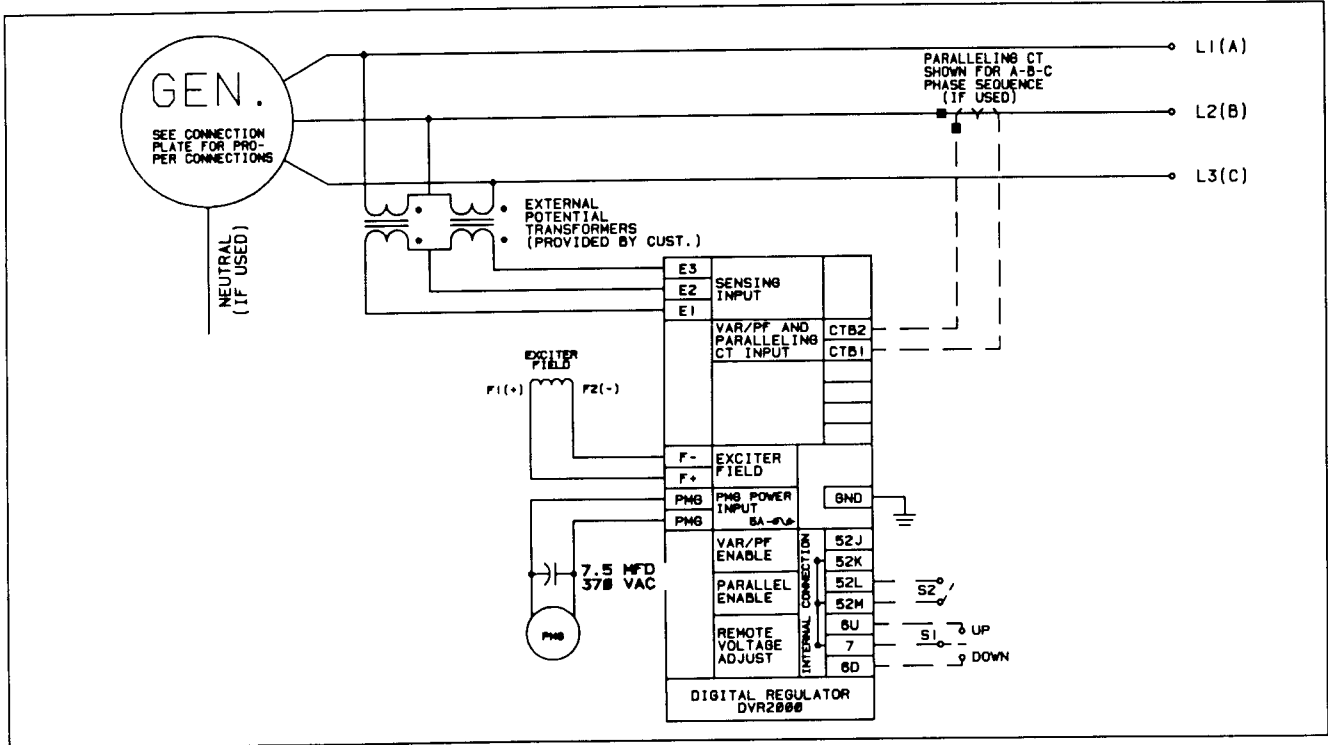 GEN.
SEE CONNECTION
PLATE FOR PRO-
PER CONNECTIONS
NEUTRAL
(IF USED)
L1(A)
PARALLELING CT
SHOWN FOR A-B-C
PHASE SEQUENCE
(IF USED)
L2(B)
L3(C)
EXTERNAL
POTENTIAL
TRANSFORMERS
(PROVIDED BY CUST.)
E3
E2
E1
SENSING
INPUT
VAR/PF AND
PARALLELING
CT INPUT
CTB2
CTB1
EXCITER
FIELD
F1(+)
F2(-)
F-
F+
EXCITER
FIELD
PMG
PMG
PMG POWER
INPUT
5A
GND
7.5 MFD
370 VAC
PMG
VAR/PF
ENABLE
PARALLEL
ENABLE
REMOTE
VOLTAGE
ADJUST
INTERNAL CONNECTION
52J
52K
52L
52M
6U
7
6D
S2
S1
UP
DOWN
DIGITAL REGULATOR
DVR2000